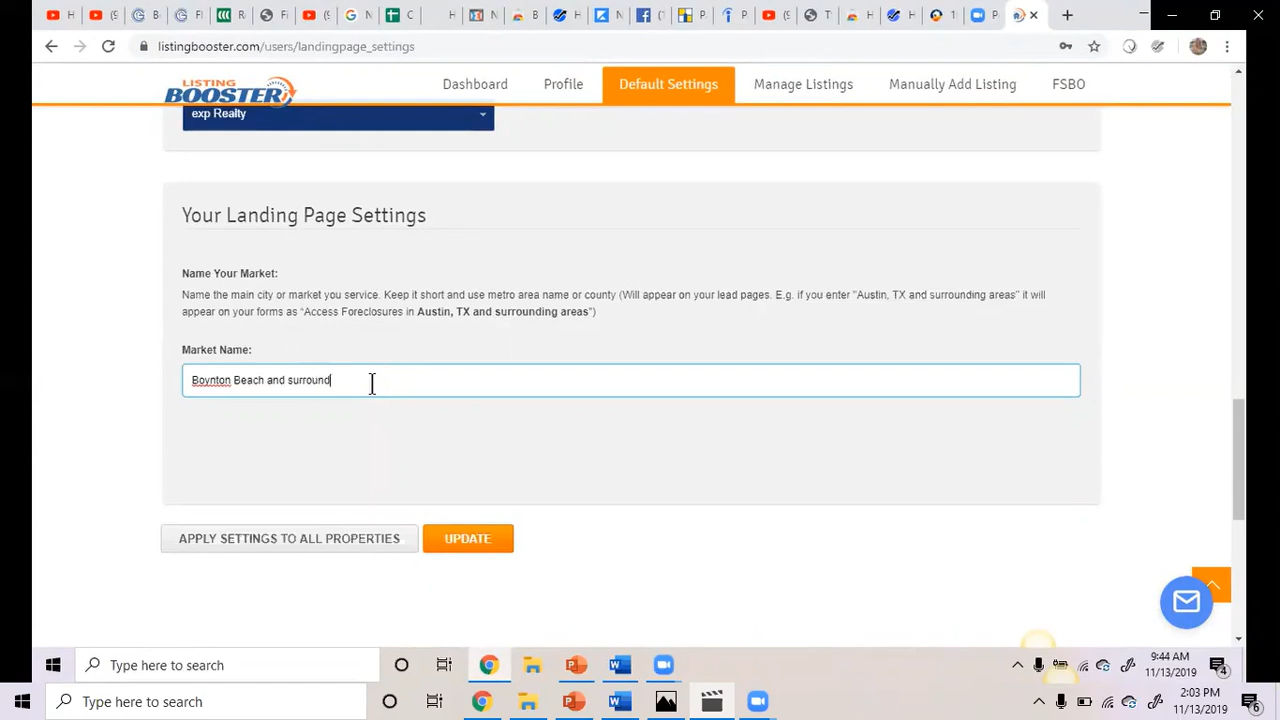 listingbooster.com/users/landingpage_settings
LISTING
BOOSTER
Dashboard
Profile
Default Settings
Manage Listings
Manually Add Listing
FSBO
exp Realty
Your Landing Page Settings
Name Your Market:
Name the main city or market you service. Keep it short and use metro area name or county (Will appear on your lead pages. E.g. if you enter "Austin, TX and surrounding areas" it will
appear on your forms as "Access Foreclosures in Austin, TX and surrounding areas")
Market Name:
Boynton Beach and surround
APPLY SETTINGS TO ALL PROPERTIES
UPDATE
Type here to search
9:44 AM
11/13/2019
4
Type here to search
2:03 PM
11/13/2019
6